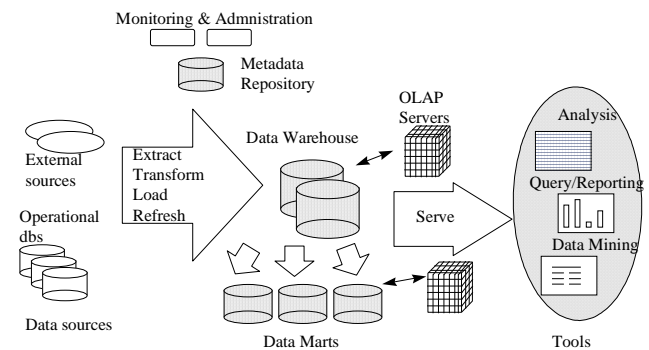 Monitoring & Admnistration
Metadata
Repository
OLAP
Servers
Analysis
Data Warehouse
External
sources
Extract
Transform
Load
Refresh
Query/Reporting
Operational
dbs
Serve
Data Mining
Data sources
Data Marts
Tools